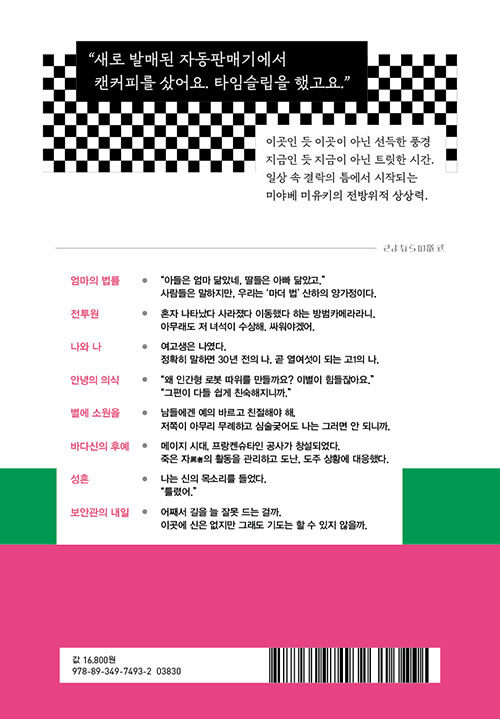 “새로 발매된 자동판매기에서
캔커피를 샀어요. 타임슬립을 했고요.”
이곳인 듯 이곳이 아닌 선득한 풍경
지금인 듯 지금이 아닌 트릿한 시간.
일상 속 결락의 틈에서 시작되는
미야베 미유키의 전방위적 상상력.
さよならの儀式
엄마의 법률 ● “아들은 엄마 닮았네, 딸들은 아빠 닮았고.”
사람들은 말하지만, 우리는 ‘마더 법’ 산하의 양가정이다.
전투원 ● 혼자 나타났다 사라졌다 이동했다 하는 방범카메라라니.
아무래도 저 녀석이 수상해. 싸워야겠어.
나와 나 ● 여고생은 나였다.
정확히 말하면 30년 전의 나. 곧 열여섯이 되는 고1의 나.
안녕의 의식 ● “왜 인간형 로봇 따위를 만들까요? 이별이 힘들잖아요.”
“그편이 다들 쉽게 친숙해지니까.”
별에 소원을 ● 남들에겐 예의 바르고 친절해야 해.
저쪽이 아무리 무례하고 심술궂어도 나는 그러면 안 되니까.
바다신의 후예 ● 메이지 시대, 프랑켄슈타인 공사가 창설되었다.
죽은 자屍者의 활동을 관리하고 도난, 도주 상황에 대응했다.
성흔 ● 나는 신의 목소리를 들었다.
“틀렸어.”
보안관의 내일 ● 어째서 길을 늘 잘못 드는 걸까.
이곳에 신은 없지만 그래도 기도는 할 수 있지 않을까.
값 16,800원
978-89-349-7493-2 03830